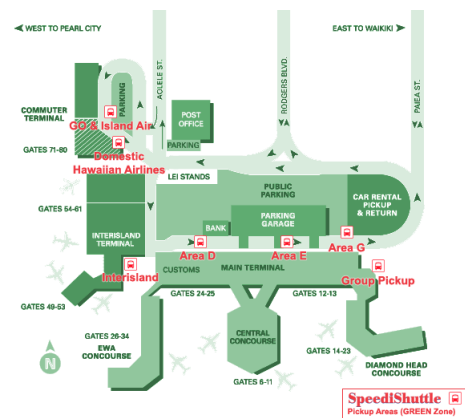 WEST TO PEARL CITY
EAST TO WAIKIKI
AOLELE ST.
RODGERS BLVD.
PAIEA ST.
PARKING
COMMUTER
TERMINAL
GO & Island Air
POST
OFFICE
PARKING
GATES 71-80
Domestic
Hawaiian Airlines
LEI STANDS
PUBLIC
PARKING
CAR RENTAL
PICKUP
& RETURN
GATES 54-61
PARKING
GARAGE
BANK
INTERISLAND
TERMINAL
Area D
Area E
Area G
Interisland
CUSTOMS
MAIN TERMINAL
Group Pickup
GATES 24-25
GATES 12-13
GATES 49-53
GATES 26-34
EWA
CONCOURSE
CENTRAL
CONCOURSE
GATES 14-23
DIAMOND HEAD
CONCOURSE
N
GATES 6-11
SpeediShuttle
Pickup Areas (GREEN Zone)